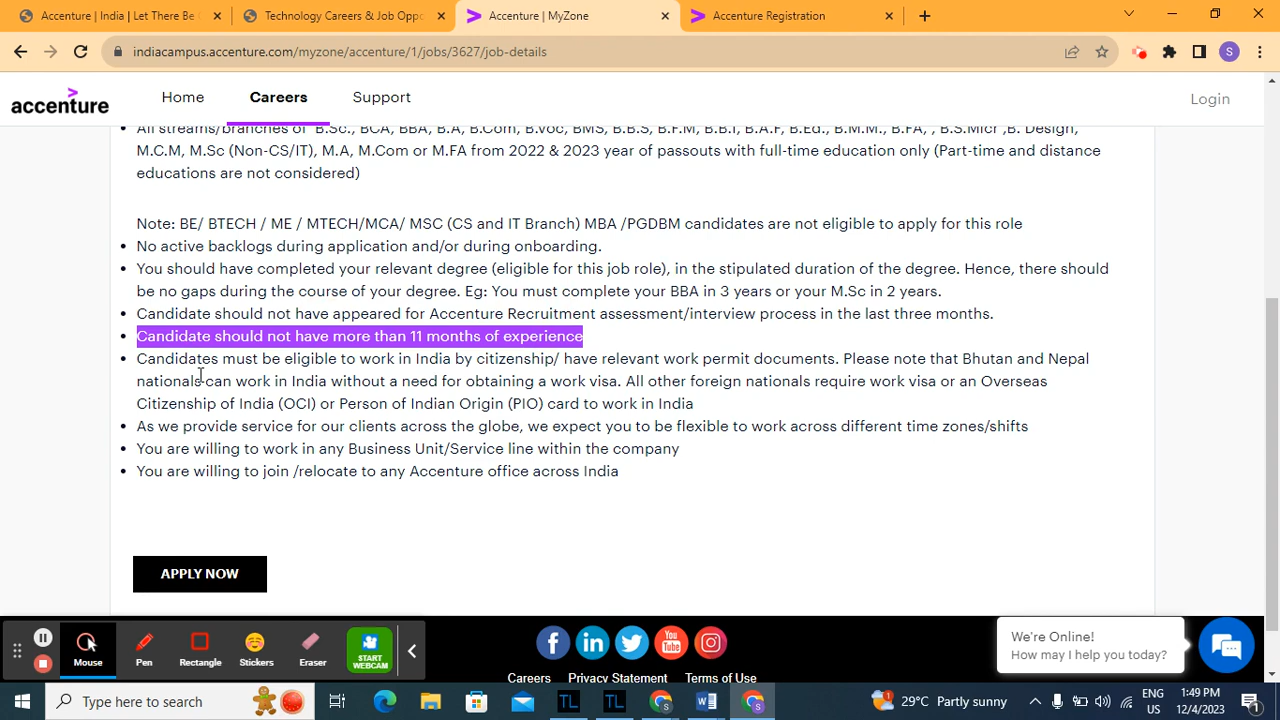 Accenture | India | Let There Be
Technology Careers & Job Oppo
Accenture | MyZone
Accenture Registration
indiacampus.accenture.com/myzone/accenture/1/jobs/3627/job-details
S
accenture
Home
Careers
Support
Login
• All streams/branches of B.Sc., BCA, BBA, B.A, B.Com, B.Voc, BMS, B.B.S, B.F.M, B.B.I, B.A.F, B.Ed., B.M.M., B.FA, , B.S.Micr ,B. Design,
M.C.M, M.Sc (Non-CS/IT), M.A, M.Com or M.FA from 2022 & 2023 year of passouts with full-time education only (Part-time and distance
educations are not considered)
Note: BE/ BTECH / ME / MTECH/MCA/ MSC (CS and IT Branch) MBA /PGDBM candidates are not eligible to apply for this role
• No active backlogs during application and/or during onboarding.
• You should have completed your relevant degree (eligible for this job role), in the stipulated duration of the degree. Hence, there should
be no gaps during the course of your degree. Eg: You must complete your BBA in 3 years or your M.Sc in 2 years.
• Candidate should not have appeared for Accenture Recruitment assessment/interview process in the last three months.
• Candidate should not have more than 11 months of experience
• Candidates must be eligible to work in India by citizenship/ have relevant work permit documents. Please note that Bhutan and Nepal
nationals can work in India without a need for obtaining a work visa. All other foreign nationals require work visa or an Overseas
Citizenship of India (OCI) or Person of Indian Origin (PIO) card to work in India
• As we provide service for our clients across the globe, we expect you to be flexible to work across different time zones/shifts
• You are willing to work in any Business Unit/Service line within the company
• You are willing to join /relocate to any Accenture office across India
APPLY NOW
We're Online!
How may I help you today?
Mouse
Pen
Rectangle
Stickers
Eraser
START
WEBCAM
Careers
Privacy Statement
Terms of Use
Type here to search
29°C Partly sunny
ENG
US
1:49 PM
12/4/2023
1